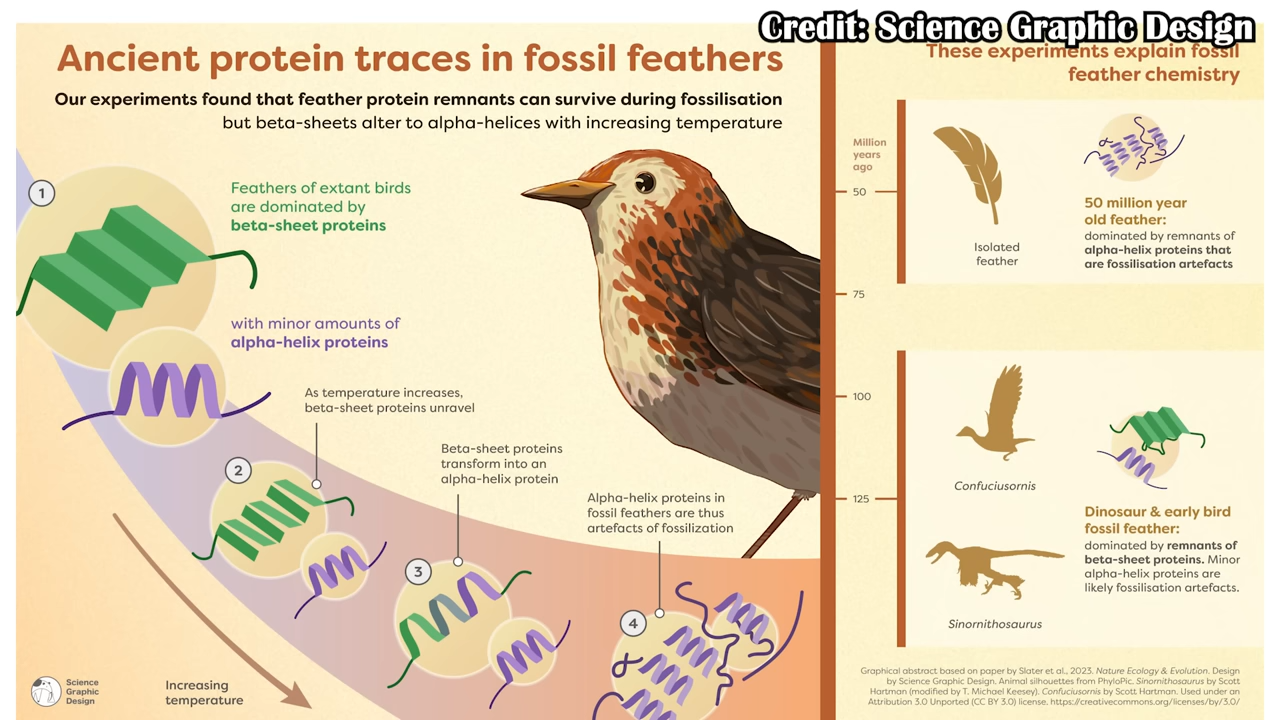 Credit: Science Graphic Design
Ancient protein traces in fossil feathers
Our experiments found that feather protein remnants can survive during fossilisation
but beta-sheets alter to alpha-helices with increasing temperature
1
Feathers of extant birds
are dominated by
beta-sheet proteins
with minor amounts of
alpha-helix proteins
As temperature increases,
beta-sheet proteins unravel
2
Beta-sheet proteins
transform into an
alpha-helix protein
3
Alpha-helix proteins in
fossil feathers are thus
artefacts of fossilization
4
Increasing
temperature
Science
Graphic
Design
These experiments explain fossil
feather chemistry
Million
years
ago
50
75
100
125
Isolated
feather
50 million year
old feather:
dominated by remnants of
alpha-helix proteins that
are fossilisation artefacts
Confuciusornis
Sinornithosaurus
Dinosaur & early bird
fossil feather:
dominated by remnants of
beta-sheet proteins. Minor
alpha-helix proteins are
likely fossilisation artefacts.
Graphical abstract based on paper by Slater et al., 2023. Nature Ecology & Evolution. Design
by Science Graphic Design. Animal silhouettes from PhyloPic. Sinornithosaurus by Scott
Hartman (modified by T. Michael Keesey). Confuciusornis by Scott Hartman. Used under an
Attribution 3.0 Unported (CC BY 3.0) license. https://creativecommons.org/licenses/by/3.0/